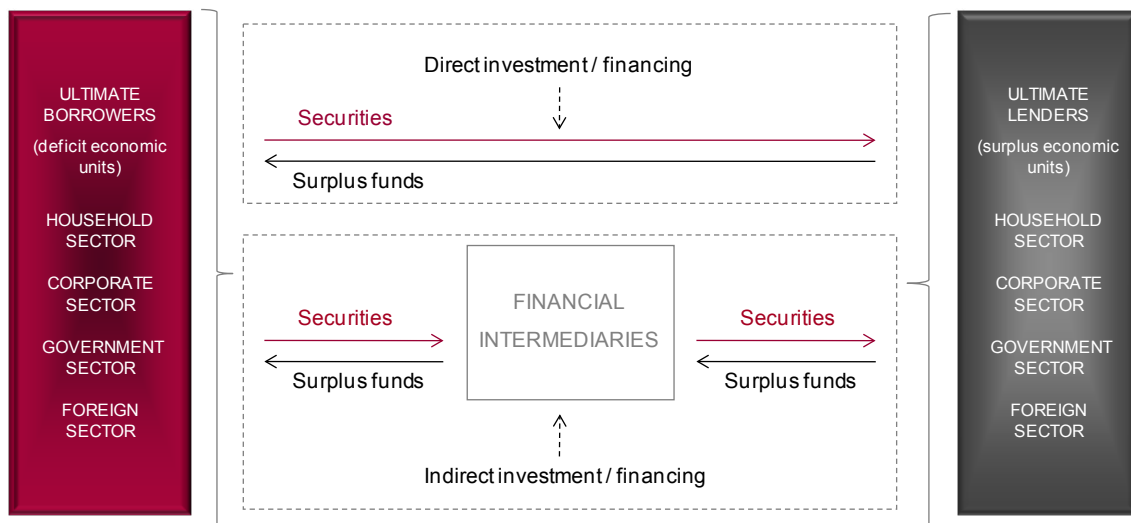 ULTIMATE
BORROWERS
(deficit economic
units)
HOUSEHOLD
SECTOR
CORPORATE
SECTOR
GOVERNMENT
SECTOR
FOREIGN
SECTOR
Direct investment / financing
Securities
Surplus funds
FINANCIAL
INTERMEDIARIES
Securities
Surplus funds
Securities
Surplus funds
Indirect investment / financing
ULTIMATE
LENDERS
(surplus economic
units)
HOUSEHOLD
SECTOR
CORPORATE
SECTOR
GOVERNMENT
SECTOR
FOREIGN
SECTOR